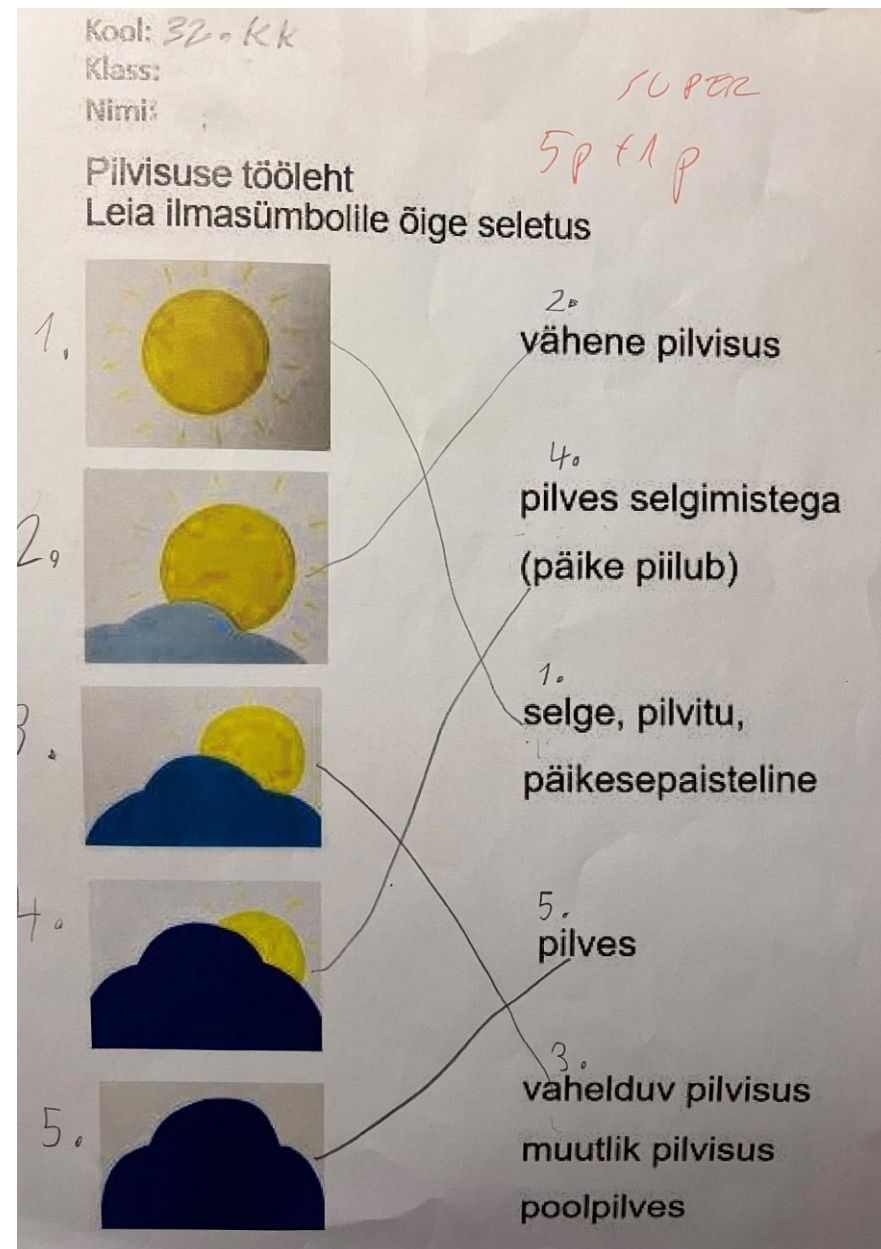 Kool: 32. KK
Klass:
Nimi:
SUPER
5p +1p
Pilvisuse tööleht
Leia ilmasümbolile õige seletus
1.
2.
vähene pilvisus
2.
4.
pilves selgimistega
(päike piilub)
3.
1.
selge, pilvitu,
päikesepaisteline
4.
5.
pilves
5.
3.
vahelduv pilvisus
muutlik pilvisus
poolpilves